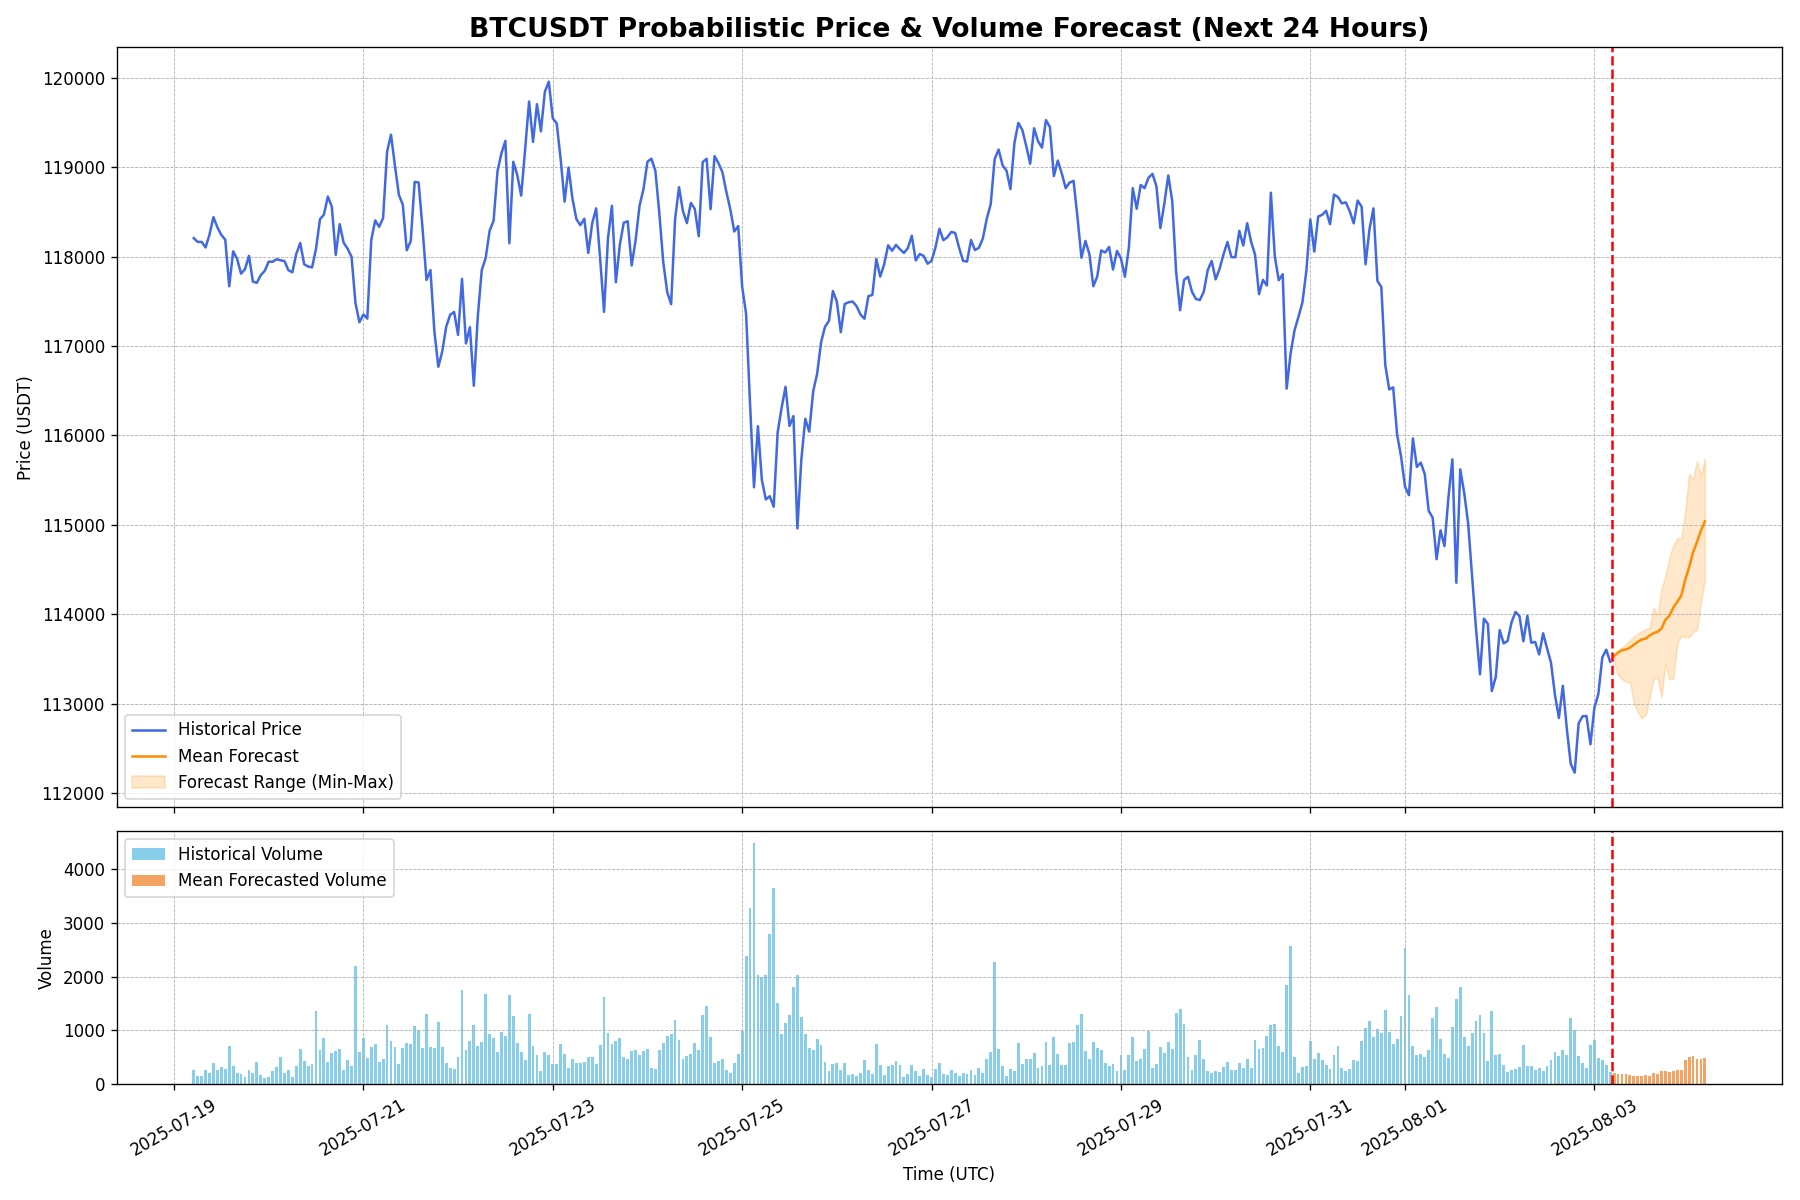 BTCUSDT Probabilistic Price & Volume Forecast (Next 24 Hours)
120000
119000
118000
117000
116000
115000
114000
113000
112000
Price (USDT)
Historical Price
Mean Forecast
Forecast Range (Min-Max)
4000
3000
2000
1000
0
Volume
Historical Volume
Mean Forecasted Volume
2025-07-19
2025-07-21
2025-07-23
2025-07-25
2025-07-27
2025-07-29
2025-07-31
2025-08-01
2025-08-03
Time (UTC)